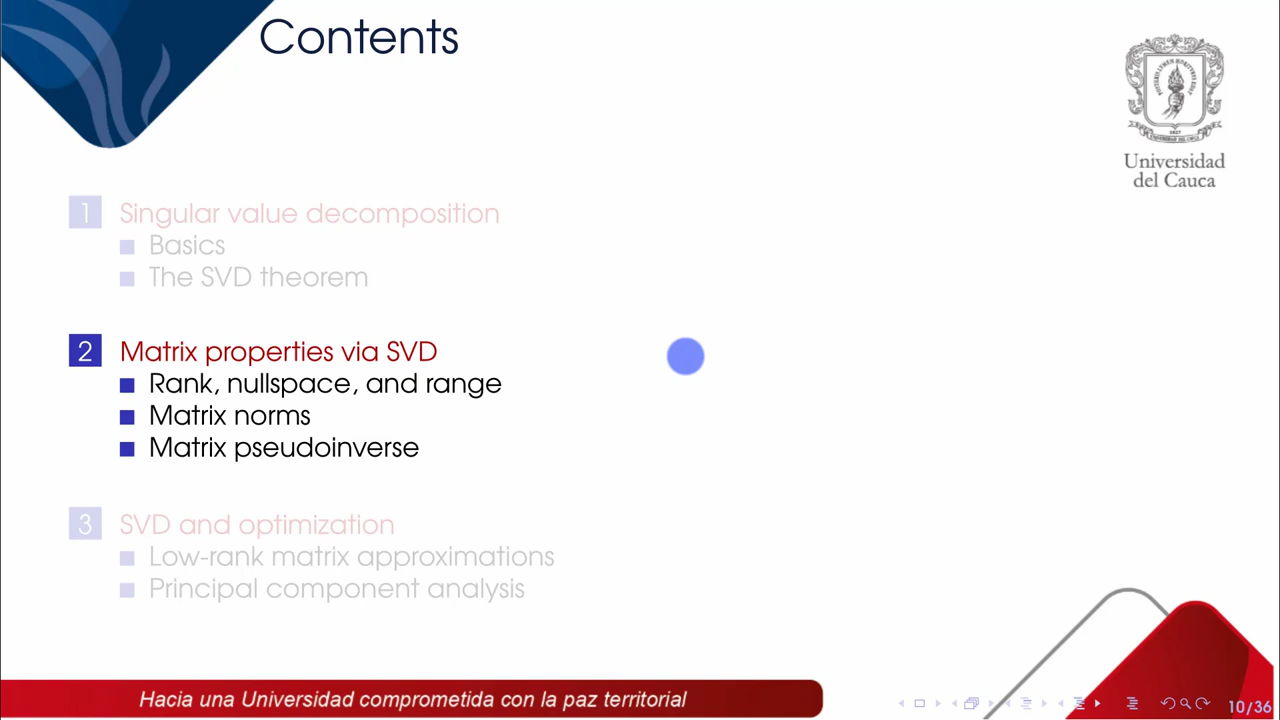 Contents
Universidad
del Cauca
1 Singular value decomposition
Basics
The SVD theorem
2 Matrix properties via SVD
Rank, nullspace, and range
Matrix norms
Matrix pseudoinverse
3 SVD and optimization
Low-rank matrix approximations
Principal component analysis
Hacia una Universidad comprometida con la paz territorial
10/36